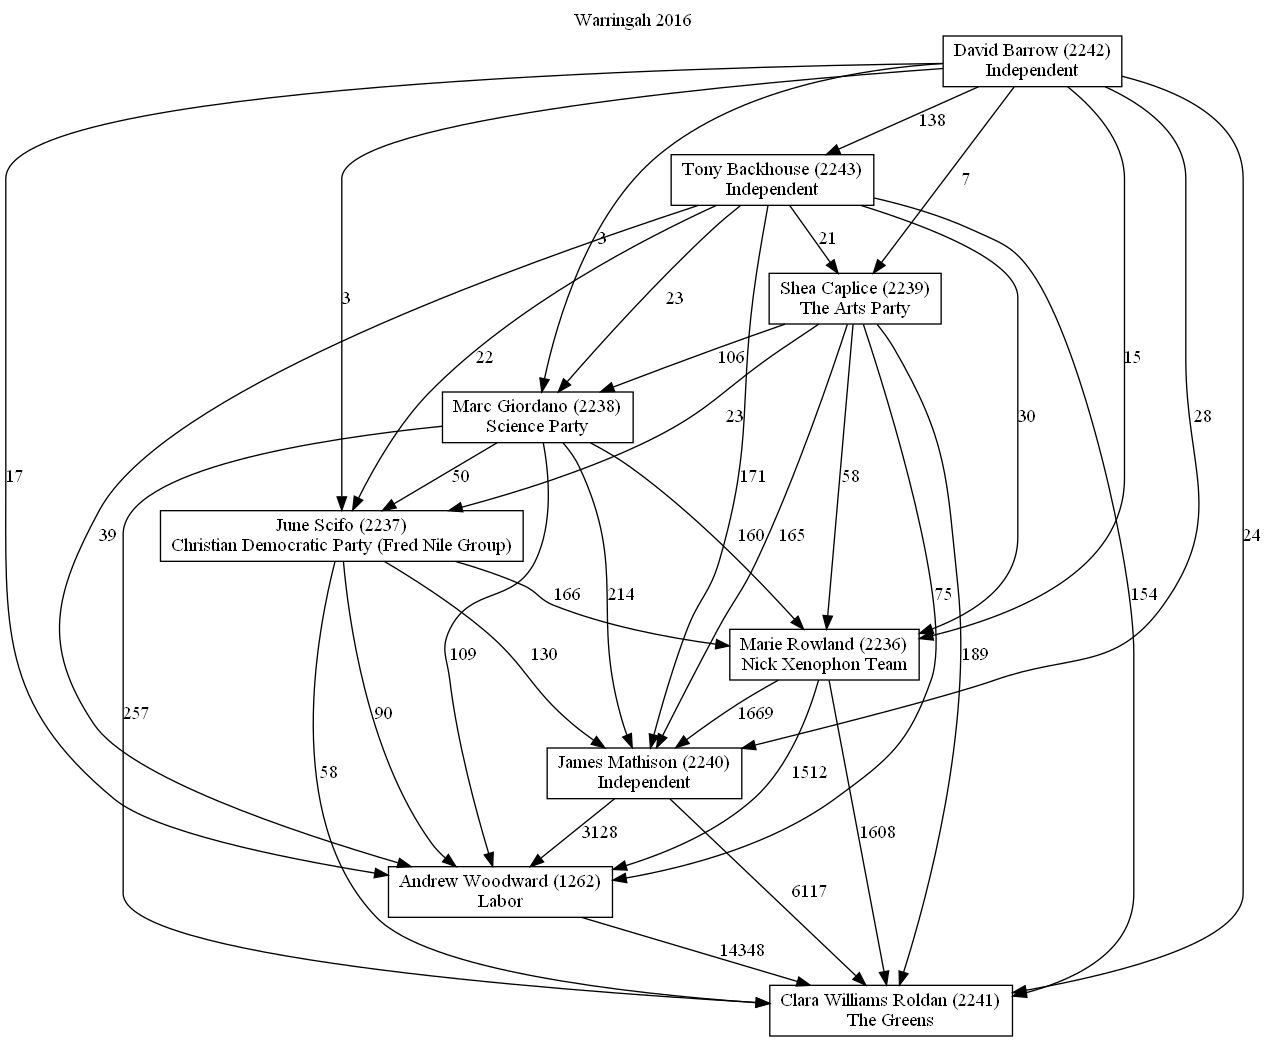 Warringah 2016
David Barrow (2242)
Independent
138
Tony Backhouse (2243)
Independent
7
3
21
Shea Caplice (2239)
The Arts Party
3
23
22
106
15
Marc Giordano (2238)
Science Party
23
30
28
17
50
171
58
June Scifo (2237)
Christian Democratic Party (Fred Nile Group)
39
160
165
24
166
214
75
154
Marie Rowland (2236)
Nick Xenophon Team
109
130
189
257
90
1669
James Mathison (2240)
Independent
58
1512
3128
1608
Andrew Woodward (1262)
Labor
6117
14348
Clara Williams Roldan (2241)
The Greens